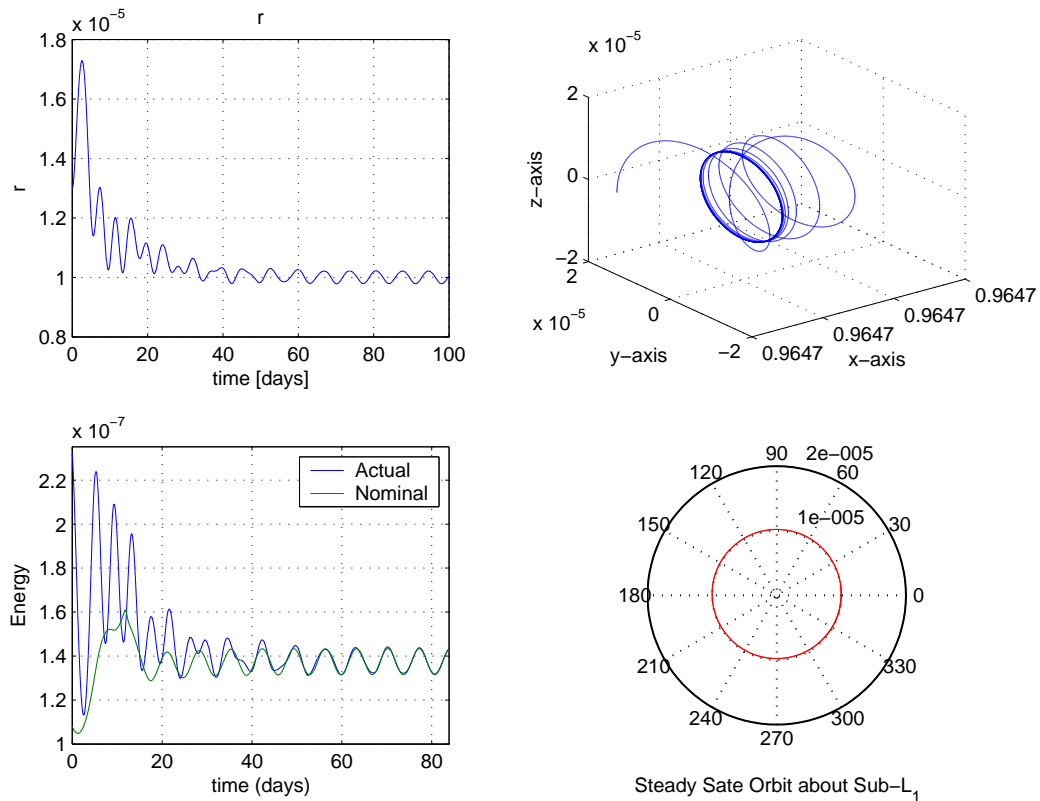 r
x 10⁻⁵
1.8
1.6
1.4
1.2
1
0.8
r
0 20 40 60 80 100
time [days]
x 10⁻⁵
2
0
−2
z−axis
2
0
−2
x 10⁻⁵
y−axis
0.9647
0.9647
0.9647
0.9647
x−axis
x 10⁻⁷
2.2
2
1.8
1.6
1.4
1.2
1
Energy
0 20 40 60 80
time (days)
Actual
Nominal
90
2e−005
60
120
1e−005
30
150
0
180
330
210
300
240
270
Steady Sate Orbit about Sub−L₁